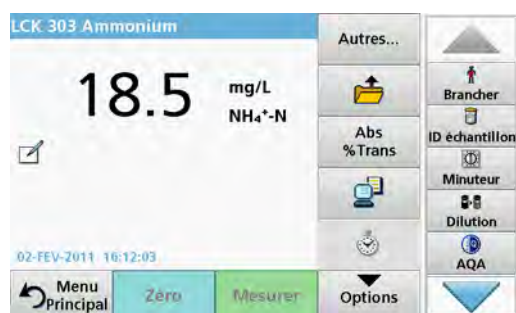 LCK 303 Ammonium
18.5 mg/L
NH₄⁺-N
02-FEV-2011 16:12:03
Menu
Principal
Zéro
Mesurer
Options
Autres...
Abs
%Trans
Brancher
ID échantillon
Minuteur
Dilution
AQA